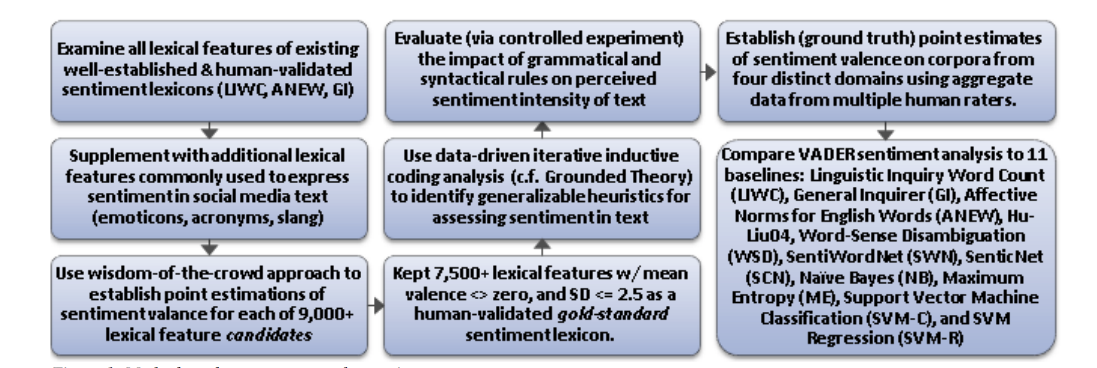 Examine all lexical features of existing
well-established & human-validated
sentiment lexicons (LIWC, ANEW, GI)
Supplement with additional lexical
features commonly used to express
sentiment in social media text
(emoticons, acronyms, slang)
Use wisdom-of-the-crowd approach to
establish point estimations of
sentiment valance for each of 9,000+
lexical feature candidates
Kept 7,500+ lexical features w/ mean
valence <> zero, and SD <= 2.5 as a
human-validated gold-standard
sentiment lexicon.
Use data-driven iterative inductive
coding analysis (c.f. Grounded Theory)
to identify generalizable heuristics for
assessing sentiment in text
Evaluate (via controlled experiment)
the impact of grammatical and
syntactical rules on perceived
sentiment intensity of text
Establish (ground truth) point estimates
of sentiment valence on corpora from
four distinct domains using aggregate
data from multiple human raters.
Compare VADER sentiment analysis to 11
baselines: Linguistic Inquiry Word Count
(LIWC), General Inquirer (GI), Affective
Norms for English Words (ANEW), Hu-
Liu04, Word-Sense Disambiguation
(WSD), SentiWordNet (SWN), SenticNet
(SCN), Naïve Bayes (NB), Maximum
Entropy (ME), Support Vector Machine
Classification (SVM-C), and SVM
Regression (SVM-R)